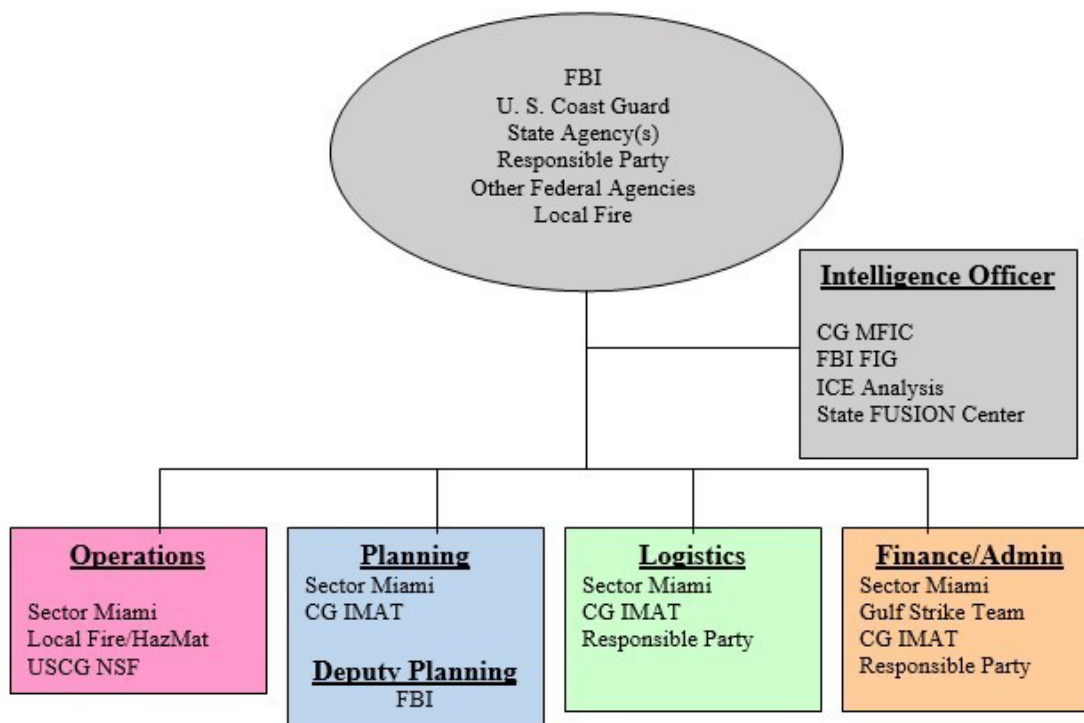 FBI
U. S. Coast Guard
State Agency(s)
Responsible Party
Other Federal Agencies
Local Fire
Intelligence Officer
CG MFIC
FBI FIG
ICE Analysis
State FUSION Center
Operations
Sector Miami
Local Fire/HazMat
USCG NSF
Planning
Sector Miami
CG IMAT
Deputy Planning
FBI
Logistics
Sector Miami
CG IMAT
Responsible Party
Finance/Admin
Sector Miami
Gulf Strike Team
CG IMAT
Responsible Party